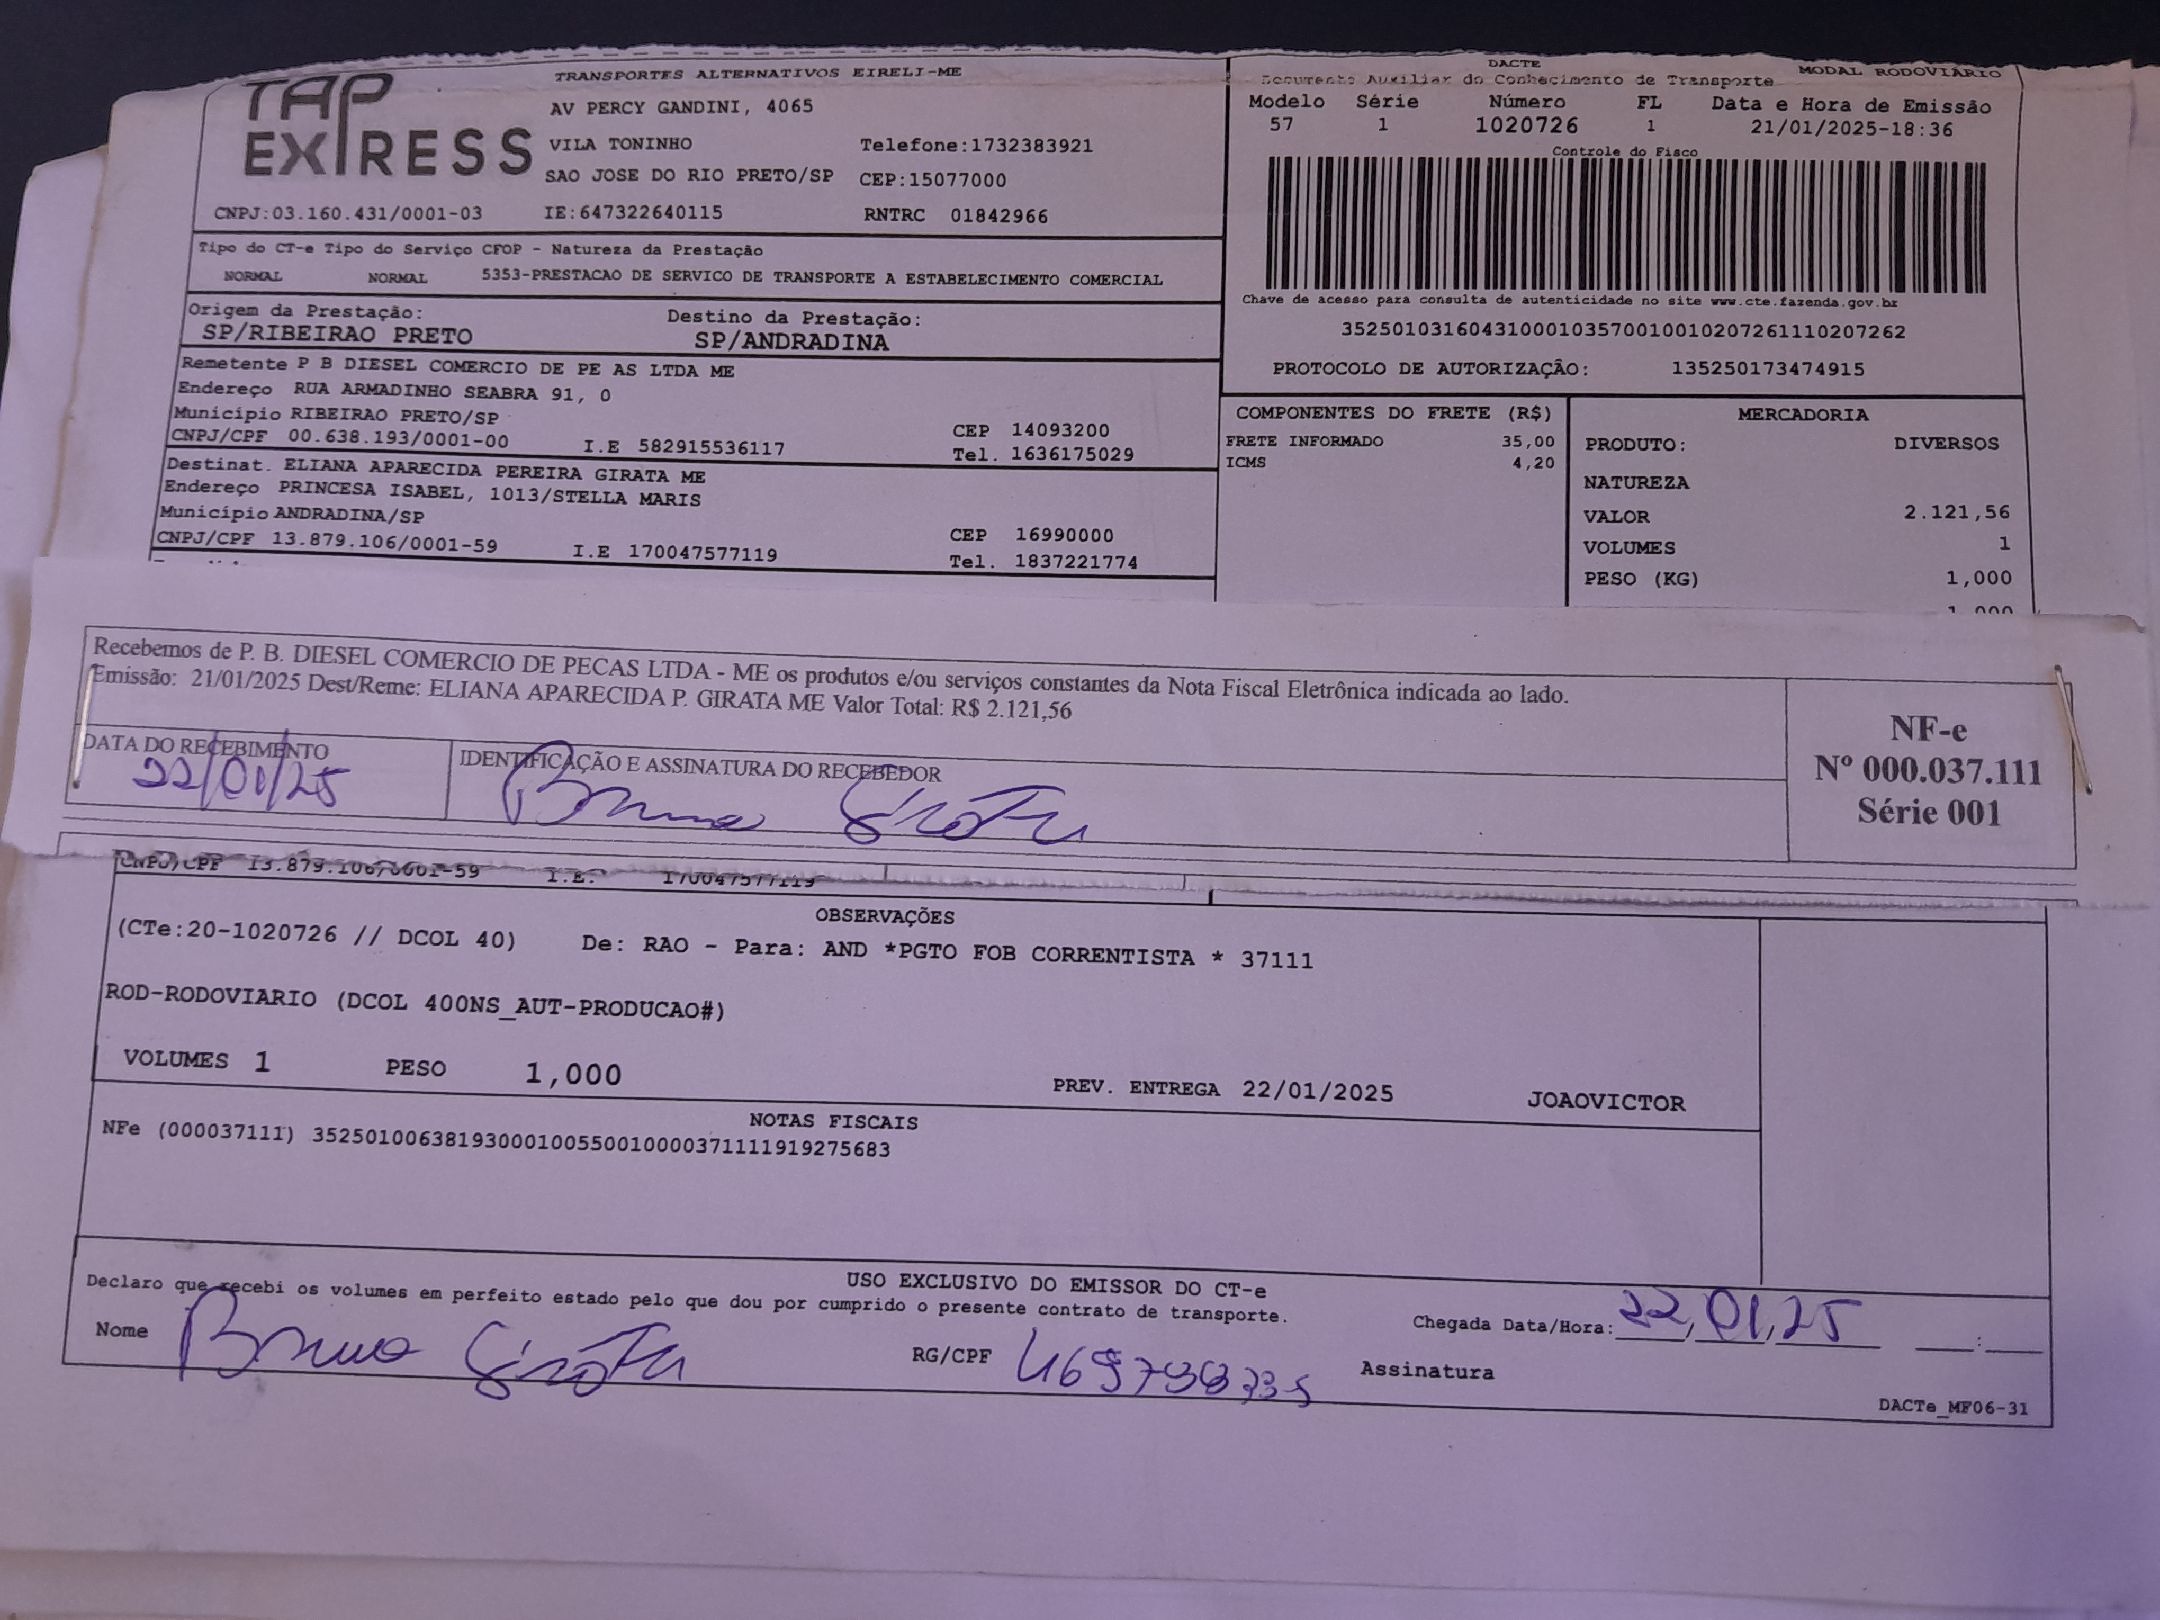 TAP EXPRESS
TRANSPORTES ALTERNATIVOS EIRELI-ME
AV PERCY GANDINI, 4065
VILA TONINHO Telefone:1732383921
SAO JOSE DO RIO PRETO/SP CEP:15077000
CNPJ:03.160.431/0001-03 IE:647322640115 RNTRC 01842966
DACTE
Documento Auxiliar do Conhecimento de Transporte MODAL RODOVIÁRIO
Modelo Série Número FL Data e Hora de Emissão
57 1 1020726 1 21/01/2025-18:36
Controle do Fisco
Chave de acesso para consulta de autenticidade no site www.cte.fazenda.gov.br
35250103160431000103570010010207261110207262
PROTOCOLO DE AUTORIZAÇÃO: 135250173474915
Tipo do CT-e Tipo do Serviço CFOP - Natureza da Prestação
NORMAL NORMAL 5353-PRESTACAO DE SERVICO DE TRANSPORTE A ESTABELECIMENTO COMERCIAL
Origem da Prestação: Destino da Prestação:
SP/RIBEIRAO PRETO SP/ANDRADINA
Remetente P B DIESEL COMERCIO DE PE AS LTDA ME
Endereço RUA ARMADINHO SEABRA 91, 0
Município RIBEIRAO PRETO/SP CEP 14093200
CNPJ/CPF 00.638.193/0001-00 I.E 582915536117 Tel. 1636175029
Destinat. ELIANA APARECIDA PEREIRA GIRATA ME
Endereço PRINCESA ISABEL, 1013/STELLA MARIS
Município ANDRADINA/SP CEP 16990000
CNPJ/CPF 13.879.106/0001-59 I.E 170047577119 Tel. 1837221774
COMPONENTES DO FRETE (R$)
FRETE INFORMADO 35,00
ICMS 4,20
MERCADORIA
PRODUTO: DIVERSOS
NATUREZA
VALOR 2.121,56
VOLUMES 1
PESO (KG) 1,000
1,000
Recebemos de P. B. DIESEL COMERCIO DE PECAS LTDA - ME os produtos e/ou serviços constantes da Nota Fiscal Eletrônica indicada ao lado.
Emissão: 21/01/2025 Dest/Reme: ELIANA APARECIDA P. GIRATA ME Valor Total: R$ 2.121,56
DATA DO RECEBIMENTO IDENTIFICAÇÃO E ASSINATURA DO RECEBEDOR
22/01/25 Bruno Girota
NF-e
Nº 000.037.111
Série 001
CNPJ/CPF 13.879.106/0001-59 I.E. 170047577119
OBSERVAÇÕES
(CTe:20-1020726 // DCOL 40) De: RAO - Para: AND *PGTO FOB CORRENTISTA * 37111
ROD-RODOVIARIO (DCOL 400NS_AUT-PRODUCAO#)
VOLUMES 1 PESO 1,000 PREV. ENTREGA 22/01/2025 JOAOVICTOR
NOTAS FISCAIS
NFe (000037111) 35250100638193000100550010000371111919275683
USO EXCLUSIVO DO EMISSOR DO CT-e
Declaro que recebi os volumes em perfeito estado pelo que dou por cumprido o presente contrato de transporte.
Chegada Data/Hora: 22/01/25 :
Nome Bruno Girota RG/CPF Assinatura
DACTe_MF06-31